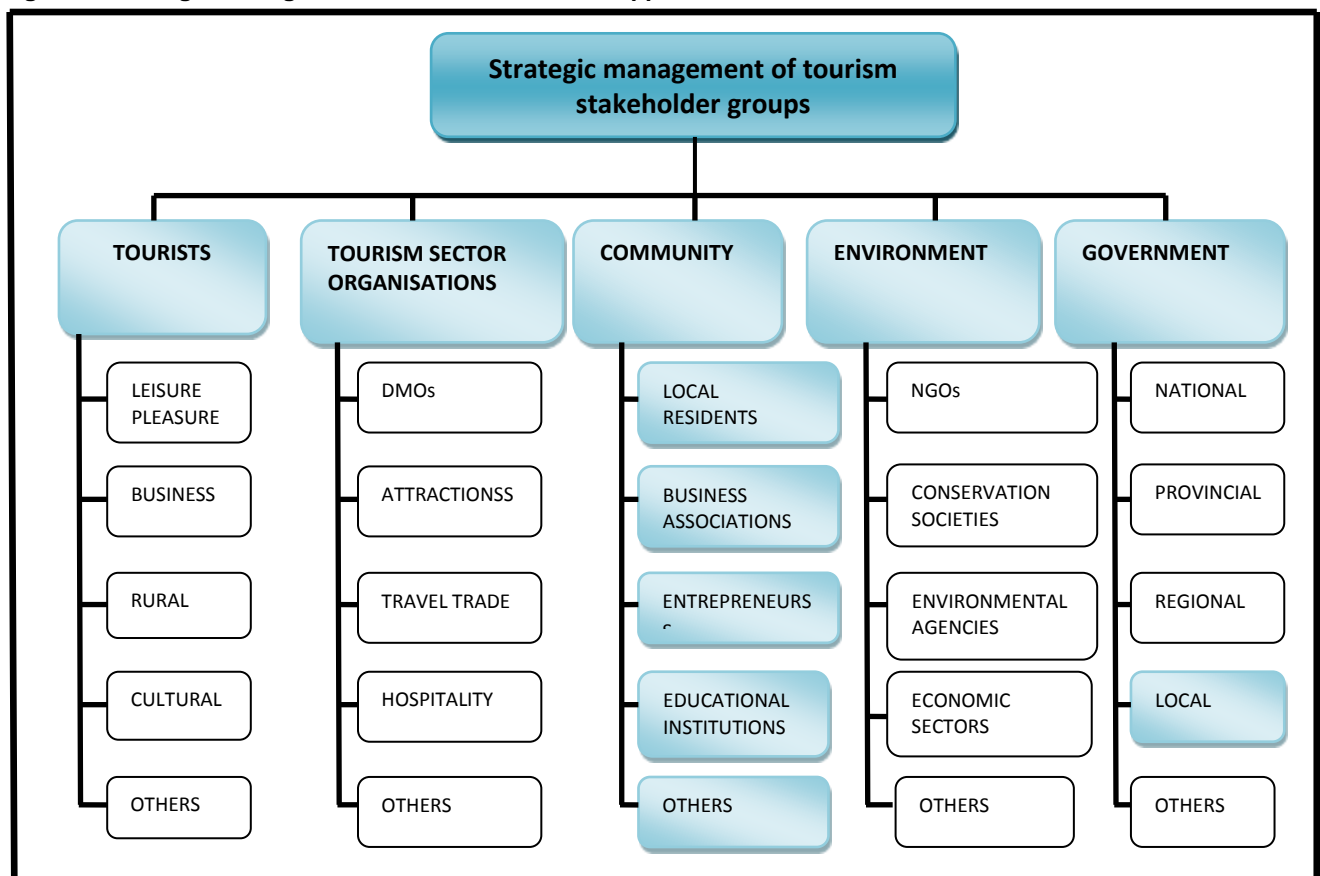 Strategic management of tourism
stakeholder groups
TOURISTS
TOURISM SECTOR
ORGANISATIONS
COMMUNITY
ENVIRONMENT
GOVERNMENT
LEISURE
PLEASURE
BUSINESS
RURAL
CULTURAL
OTHERS
DMOs
ATTRACTIONSS
TRAVEL TRADE
HOSPITALITY
OTHERS
LOCAL
RESIDENTS
BUSINESS
ASSOCIATIONS
ENTREPRENEURS
EDUCATIONAL
INSTITUTIONS
OTHERS
NGOs
CONSERVATION
SOCIETIES
ENVIRONMENTAL
AGENCIES
ECONOMIC
SECTORS
OTHERS
NATIONAL
PROVINCIAL
REGIONAL
LOCAL
OTHERS